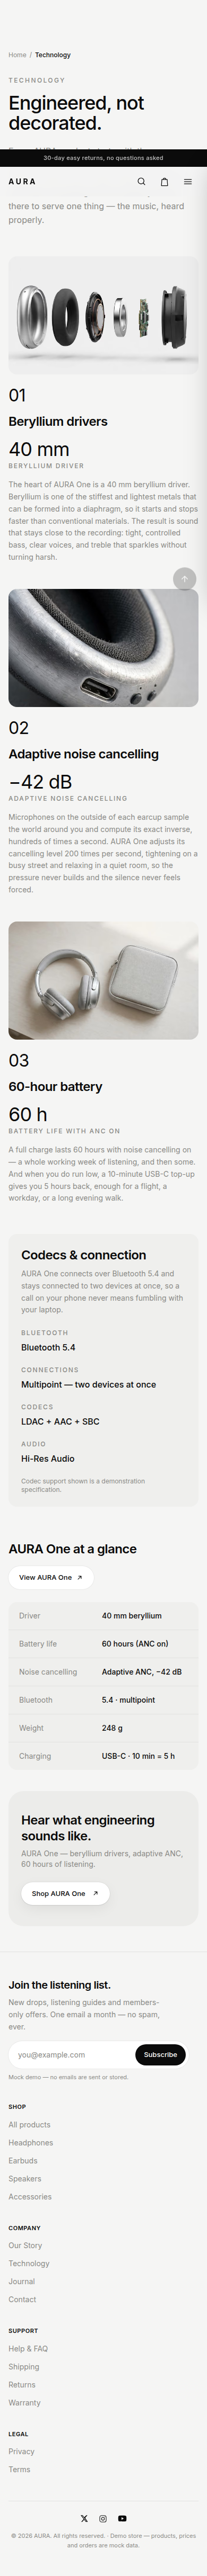 Home / Technology
TECHNOLOGY
Engineered, not
decorated.
30-day easy returns, no questions asked
AURA
there to serve one thing — the music, heard
properly.
01
Beryllium drivers
40 mm
BERYLLIUM DRIVER
The heart of AURA One is a 40 mm beryllium driver.
Beryllium is one of the stiffest and lightest metals that
can be formed into a diaphragm, so it starts and stops
faster than conventional materials. The result is sound
that stays close to the recording: tight, controlled
bass, clear voices, and treble that sparkles without
turning harsh.
02
Adaptive noise cancelling
−42 dB
ADAPTIVE NOISE CANCELLING
Microphones on the outside of each earcup sample
the world around you and compute its exact inverse,
hundreds of times a second. AURA One adjusts its
cancelling level 200 times per second, tightening on a
busy street and relaxing in a quiet room, so the
pressure never builds and the silence never feels
forced.
03
60-hour battery
60 h
BATTERY LIFE WITH ANC ON
A full charge lasts 60 hours with noise cancelling on
— a whole working week of listening, and then some.
And when you do run low, a 10-minute USB-C top-up
gives you 5 hours back, enough for a flight, a
workday, or a long evening walk.
Codecs & connection
AURA One connects over Bluetooth 5.4 and
stays connected to two devices at once, so a
call on your phone never means fumbling with
your laptop.
BLUETOOTH
Bluetooth 5.4
CONNECTIONS
Multipoint — two devices at once
CODECS
LDAC + AAC + SBC
AUDIO
Hi-Res Audio
Codec support shown is a demonstration
specification.
AURA One at a glance
View AURA One
Driver 40 mm beryllium
Battery life 60 hours (ANC on)
Noise cancelling Adaptive ANC, −42 dB
Bluetooth 5.4 · multipoint
Weight 248 g
Charging USB-C · 10 min = 5 h
Hear what engineering
sounds like.
AURA One — beryllium drivers, adaptive ANC,
60 hours of listening.
Shop AURA One
Join the listening list.
New drops, listening guides and members-
only offers. One email a month — no spam,
ever.
you@example.com Subscribe
Mock demo — no emails are sent or stored.
SHOP
All products
Headphones
Earbuds
Speakers
Accessories
COMPANY
Our Story
Technology
Journal
Contact
SUPPORT
Help & FAQ
Shipping
Returns
Warranty
LEGAL
Privacy
Terms
© 2026 AURA. All rights reserved. · Demo store — products, prices
and orders are mock data.